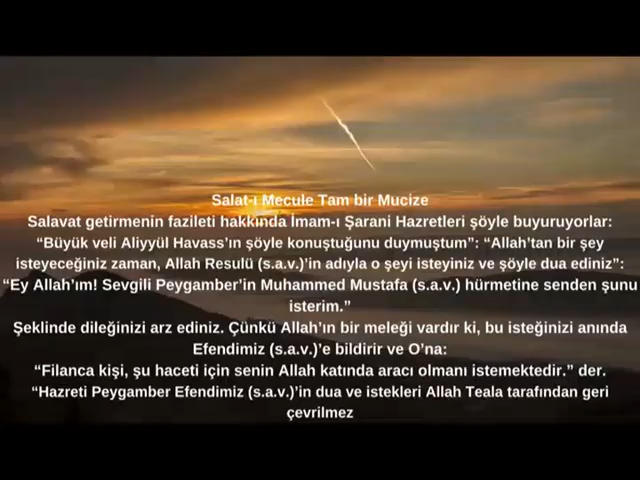 Salat-ı Mecule Tam bir Mucize
Salavat getirmenin fazileti hakkında İmam-ı Şarani Hazretleri şöyle buyuruyorlar:
“Büyük veli Aliyyül Havass’ın şöyle konuştuğunu duymuştum”: “Allah’tan bir şey
isteyeceğiniz zaman, Allah Resulü (s.a.v.)’in adıyla o şeyi isteyiniz ve şöyle dua ediniz”:
“Ey Allah’ım! Sevgili Peygamber’in Muhammed Mustafa (s.a.v.) hürmetine senden şunu
isterim.”
Şeklinde dileğinizi arz ediniz. Çünkü Allah’ın bir meleği vardır ki, bu isteğinizi anında
Efendimiz (s.a.v.)’e bildirir ve O’na:
“Filanca kişi, şu haceti için senin Allah katında aracı olmanı istemektedir.” der.
“Hazreti Peygamber Efendimiz (s.a.v.)’in dua ve istekleri Allah Teala tarafından geri
çevrilmez